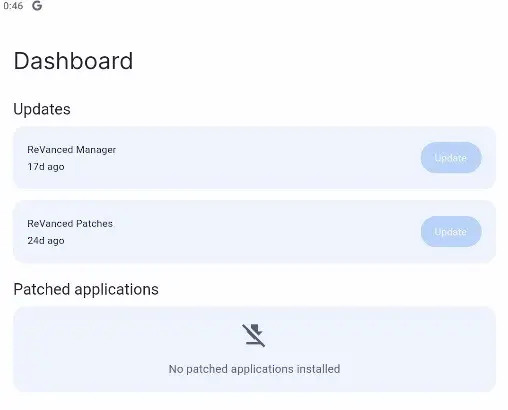 0:46 G
Dashboard
Updates
ReVanced Manager
17d ago
Update
ReVanced Patches
24d ago
Update
Patched applications
No patched applications installed